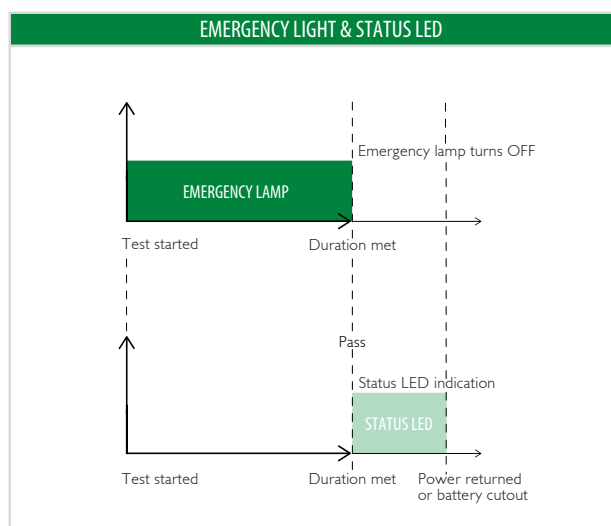 EMERGENCY LIGHT & STATUS LED
Emergency lamp turns OFF
EMERGENCY LAMP
Test started
Duration met
Pass
Status LED indication
STATUS LED
Test started
Duration met
Power returned
or battery cutout